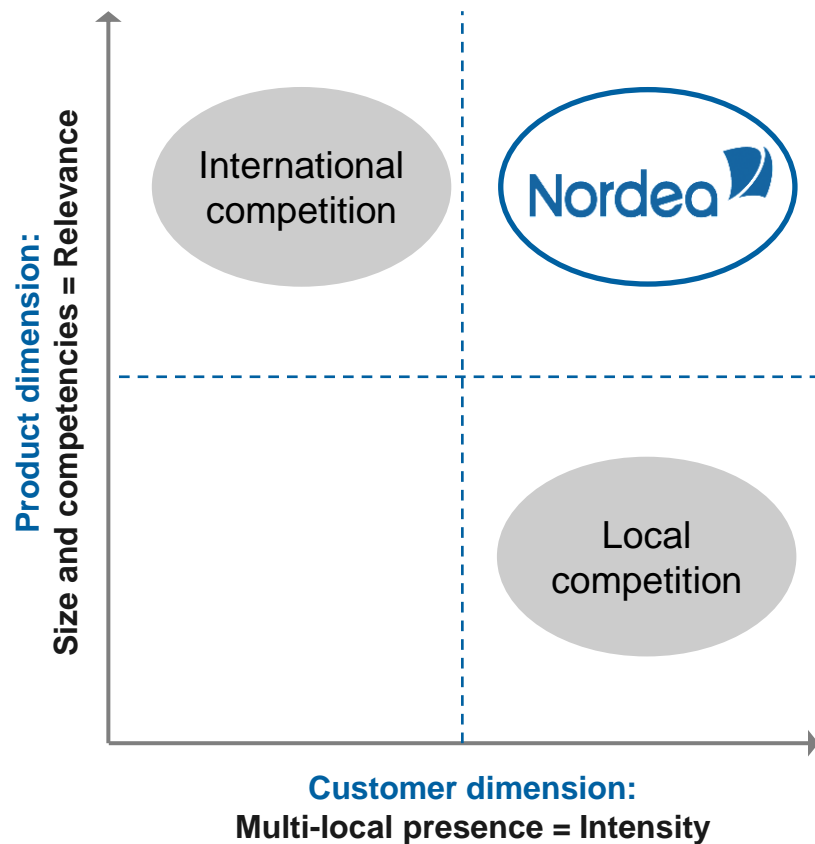 International
competition
Nordea
Product dimension:
Size and competencies = Relevance
Local
competition
Customer dimension:
Multi-local presence = Intensity